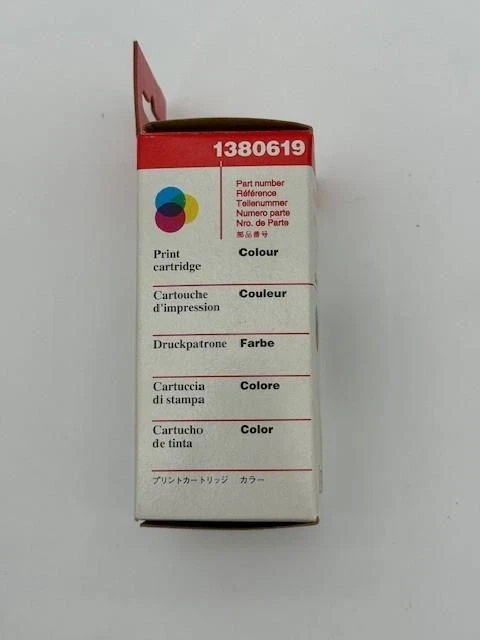 1380619
Part number
Référence
Teilenummer
Numero parte
Nro. de Parte
部品番号
Print Colour
cartridge
Cartouche Couleur
d'impression
Druckpatrone Farbe
Cartuccia Colore
di stampa
Cartucho Color
de tinta
プリントカートリッジ カラー